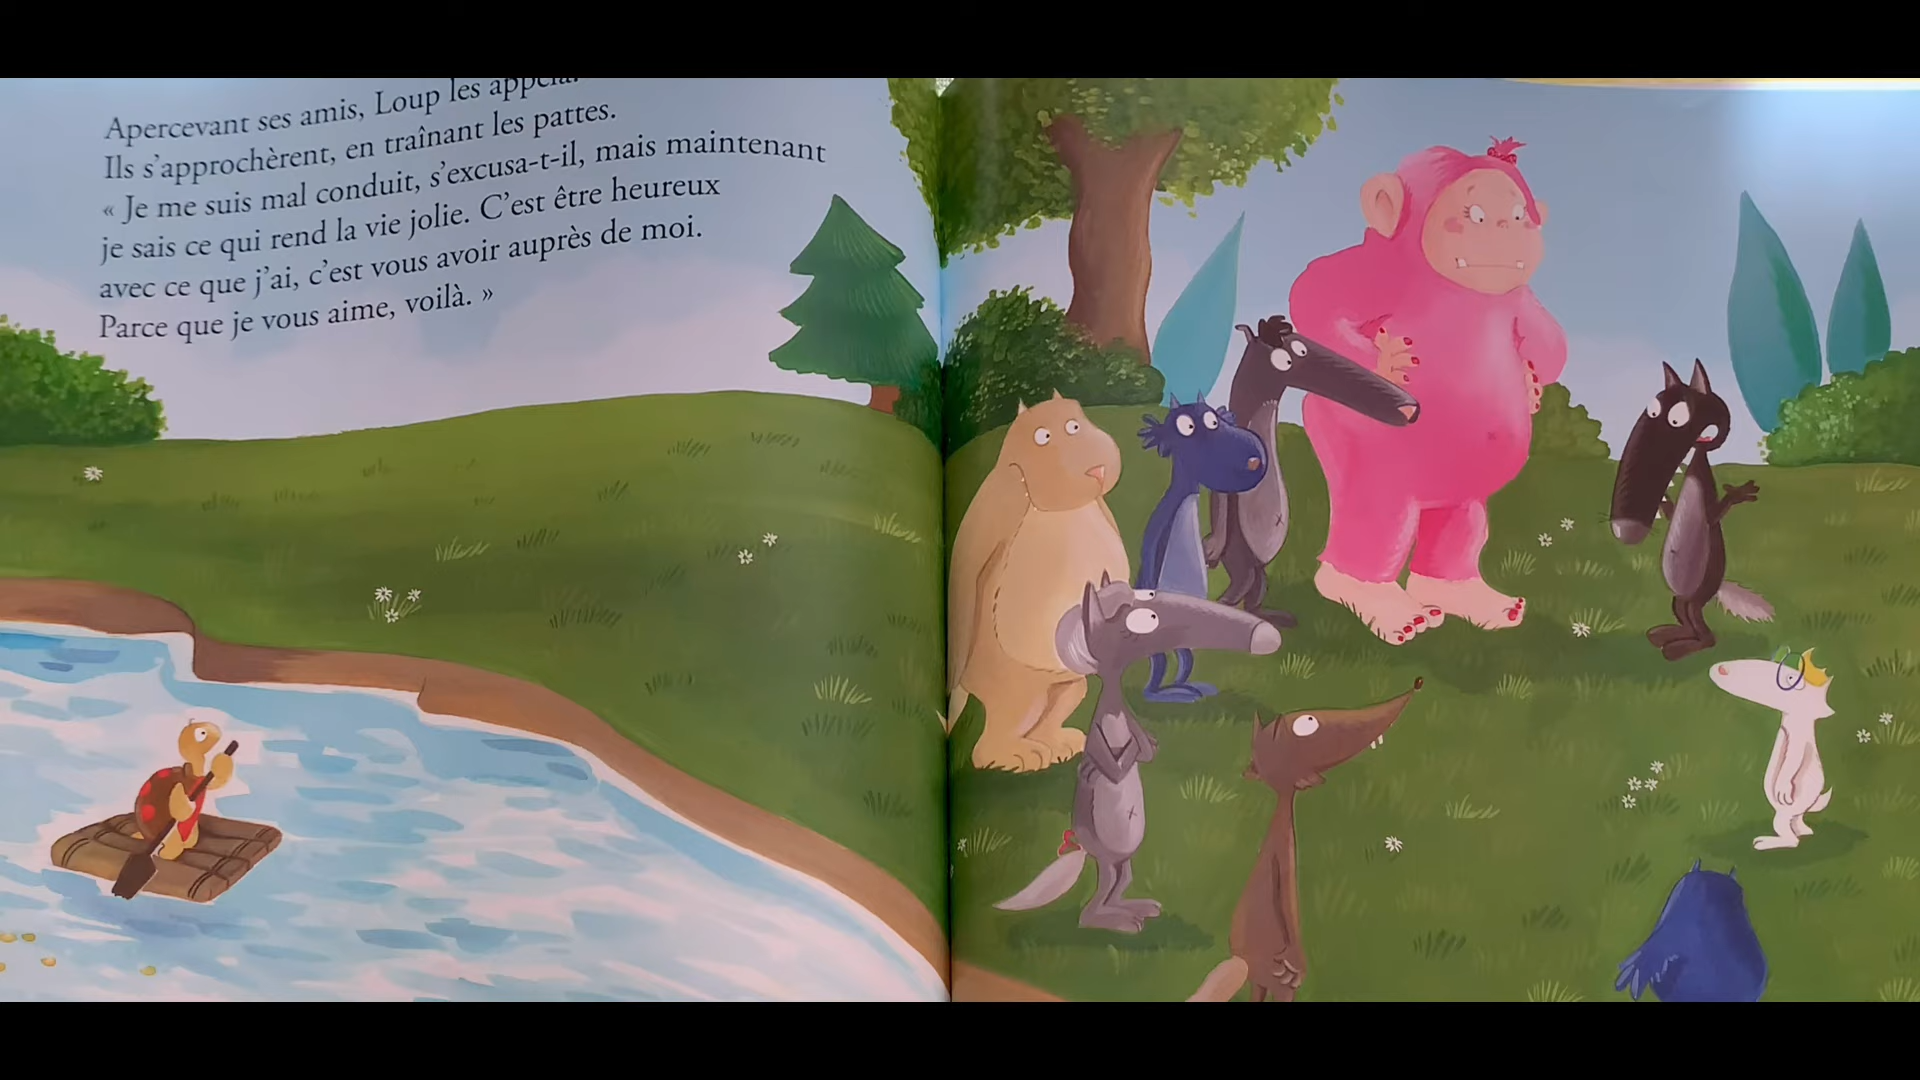 Apercevant ses amis, Loup les appela.
Ils s'approchèrent, en traînant les pattes.
« Je me suis mal conduit, s'excusa-t-il, mais maintenant
je sais ce qui rend la vie jolie. C'est être heureux
avec ce que j'ai, c'est vous avoir auprès de moi.
Parce que je vous aime, voilà. »